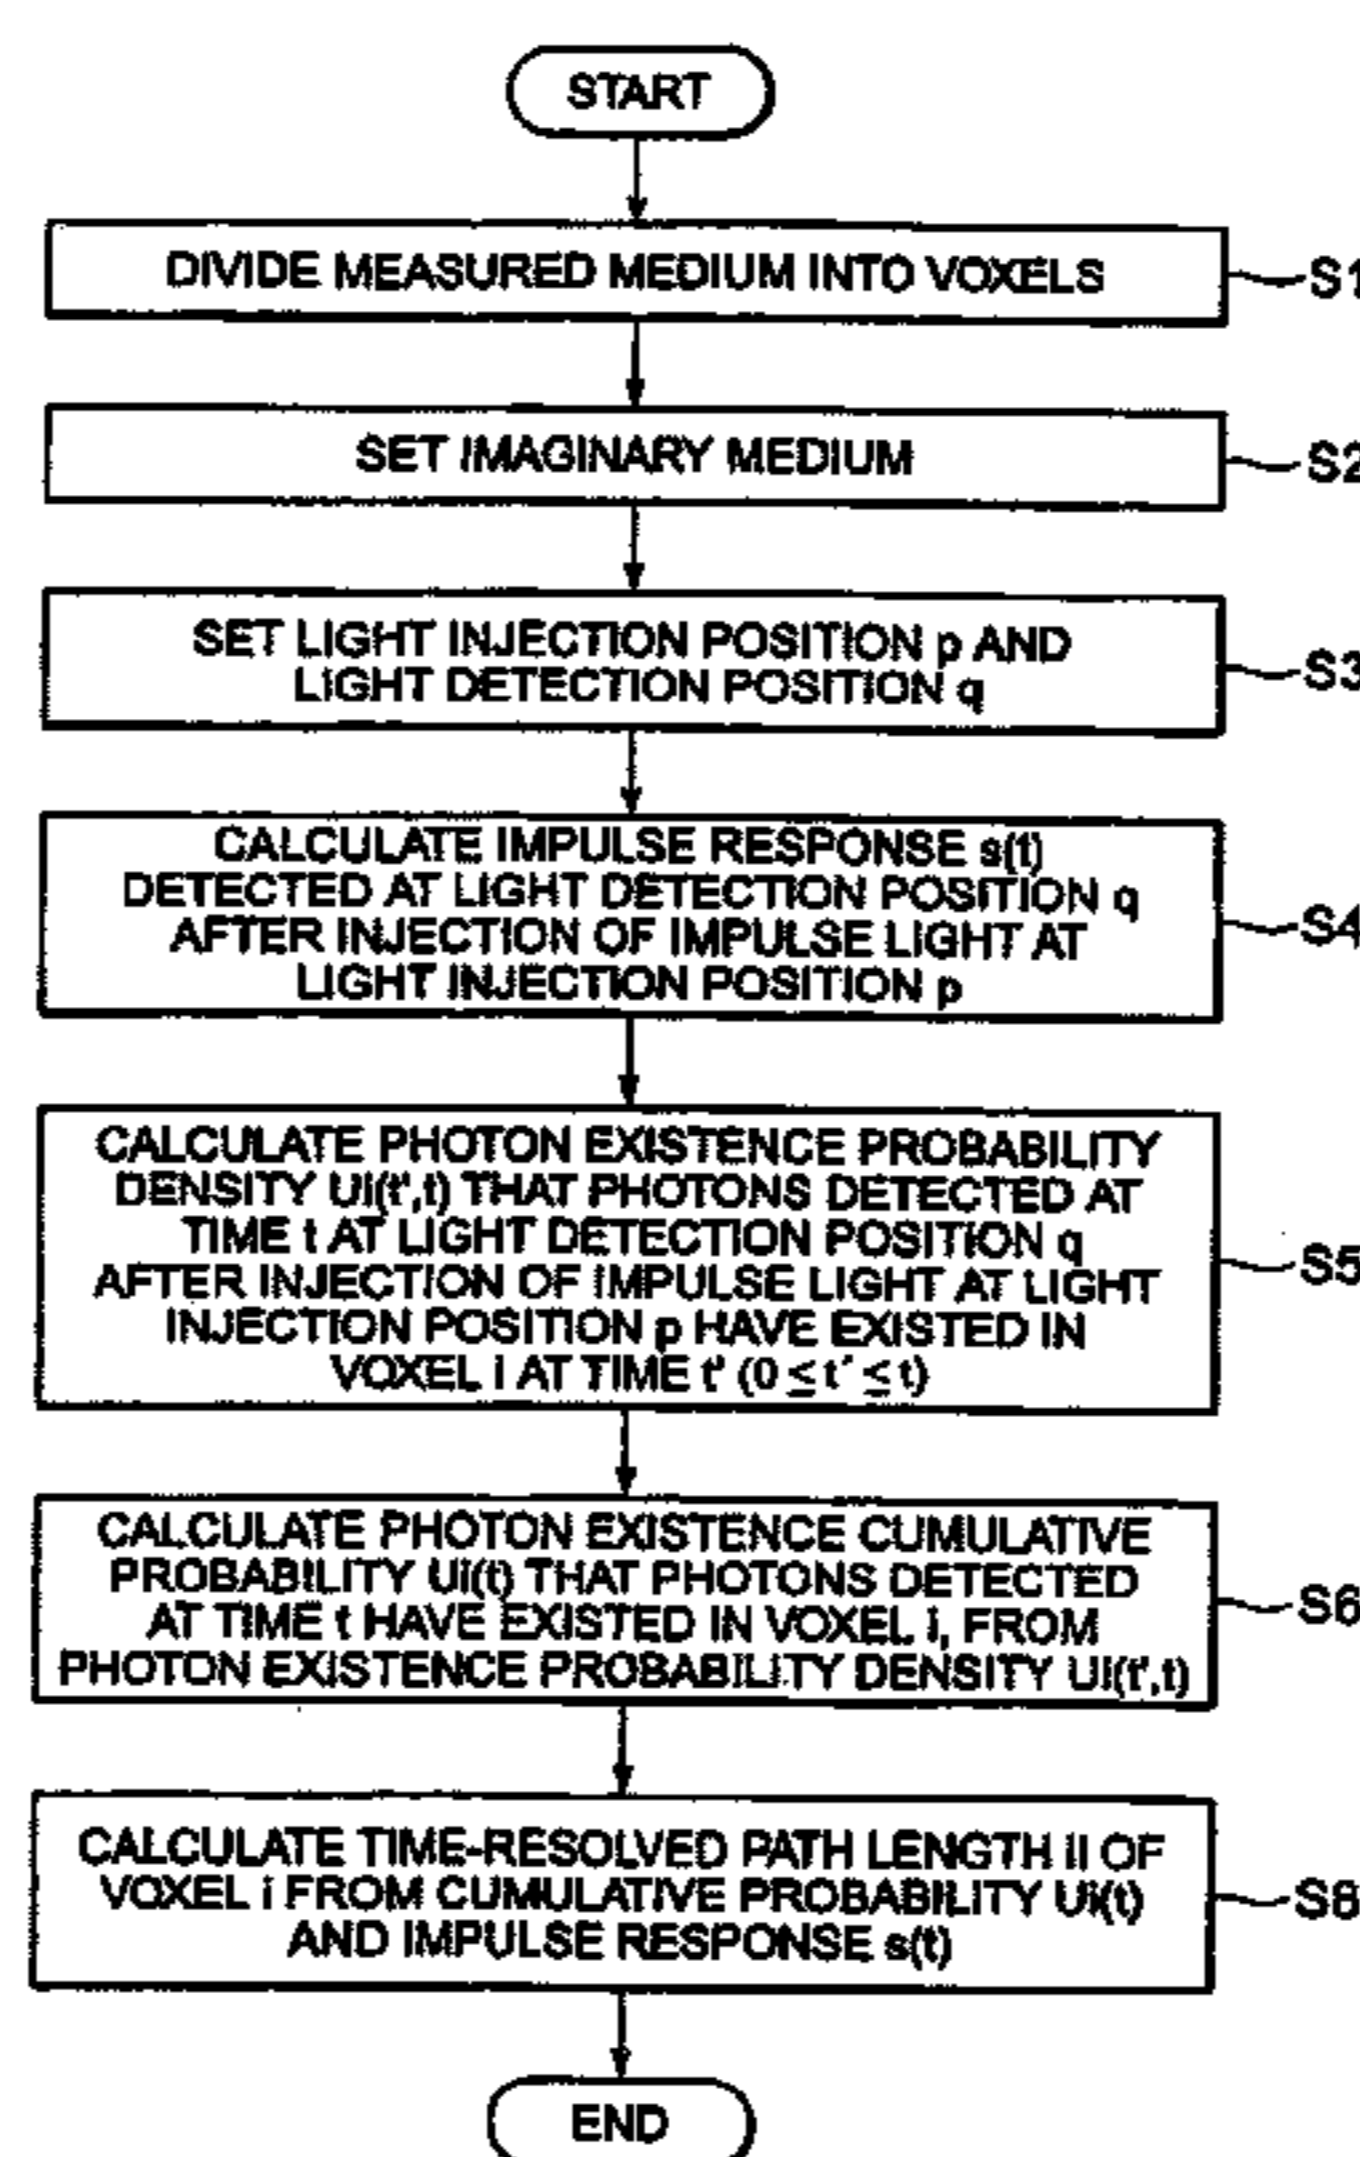 START
DIVIDE MEASURED MEDIUM INTO VOXELS
S1
SET IMAGINARY MEDIUM
S2
SET LIGHT INJECTION POSITION p AND
LIGHT DETECTION POSITION q
S3
CALCULATE IMPULSE RESPONSE s(t)
DETECTED AT LIGHT DETECTION POSITION q
AFTER INJECTION OF IMPULSE LIGHT AT
LIGHT INJECTION POSITION p
S4
CALCULATE PHOTON EXISTENCE PROBABILITY
DENSITY Ui(t',t) THAT PHOTONS DETECTED AT
TIME t AT LIGHT DETECTION POSITION q
AFTER INJECTION OF IMPULSE LIGHT AT LIGHT
INJECTION POSITION p HAVE EXISTED IN
VOXEL i AT TIME t' (0 ≤ t' ≤ t)
S5
CALCULATE PHOTON EXISTENCE CUMULATIVE
PROBABILITY Ui(t) THAT PHOTONS DETECTED
AT TIME t HAVE EXISTED IN VOXEL i, FROM
PHOTON EXISTENCE PROBABILITY DENSITY Ui(t',t)
S6
CALCULATE TIME-RESOLVED PATH LENGTH li OF
VOXEL i FROM CUMULATIVE PROBABILITY Ui(t)
AND IMPULSE RESPONSE s(t)
S8
END